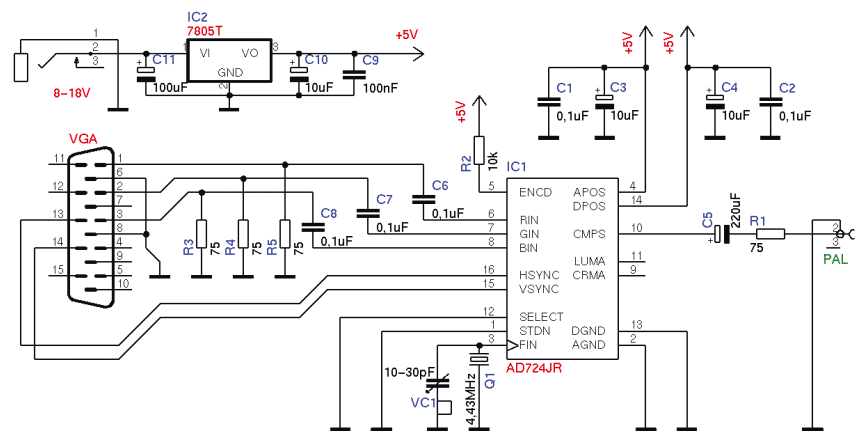 IC2
7805T
1
2
3
8-18V
1
VI
VO
3
GND
2
C11
100uF
C10
10uF
C9
100nF
+5V
+5V
+5V
C1
0,1uF
C3
10uF
C4
10uF
C2
0,1uF
VGA
11
12
13
14
15
1
6
2
7
3
8
4
9
5
10
R3
75
R4
75
R5
75
C8
0,1uF
C7
0,1uF
C6
0,1uF
+5V
R2
10k
IC1
5
ENCD
6
RIN
7
GIN
8
BIN
16
HSYNC
15
VSYNC
12
SELECT
1
STDN
3
FIN
APOS
4
DPOS
14
CMPS
10
LUMA
11
CRMA
9
DGND
13
AGND
2
AD724JR
C5
220uF
R1
75
2
3
PAL
10-30pF
VC1
Q1
4,43MHz